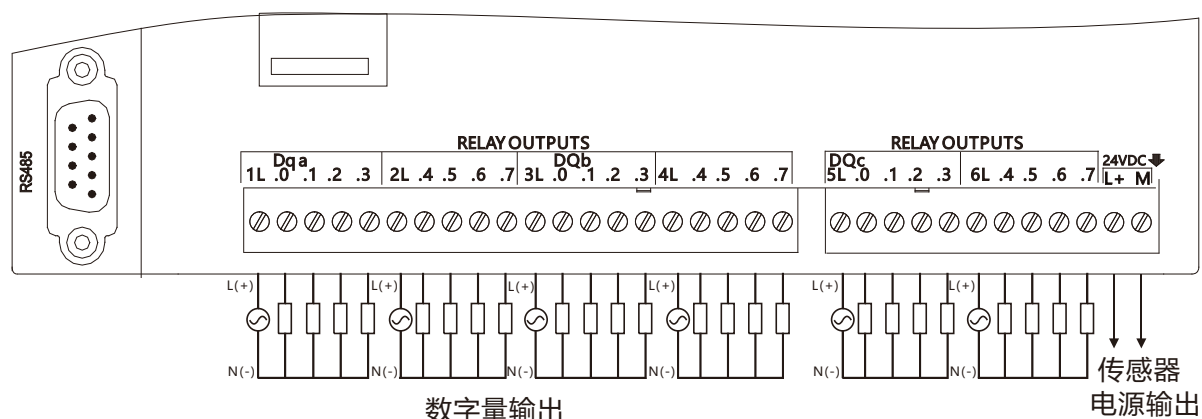 RS485
RELAY OUTPUTS RELAY OUTPUTS
Dqa DQb DQc 24VDC
1L .0 .1 .2 .3 2L .4 .5 .6 .7 3L .0 .1 .2 .3 4L .4 .5 .6 .7 5L .0 .1 .2 .3 6L .4 .5 .6 .7 L+ M
L(+) L(+) L(+) L(+) L(+) L(+)
N(-) N(-) N(-) N(-) N(-) N(-)
传感器
电源输出
数字量输出